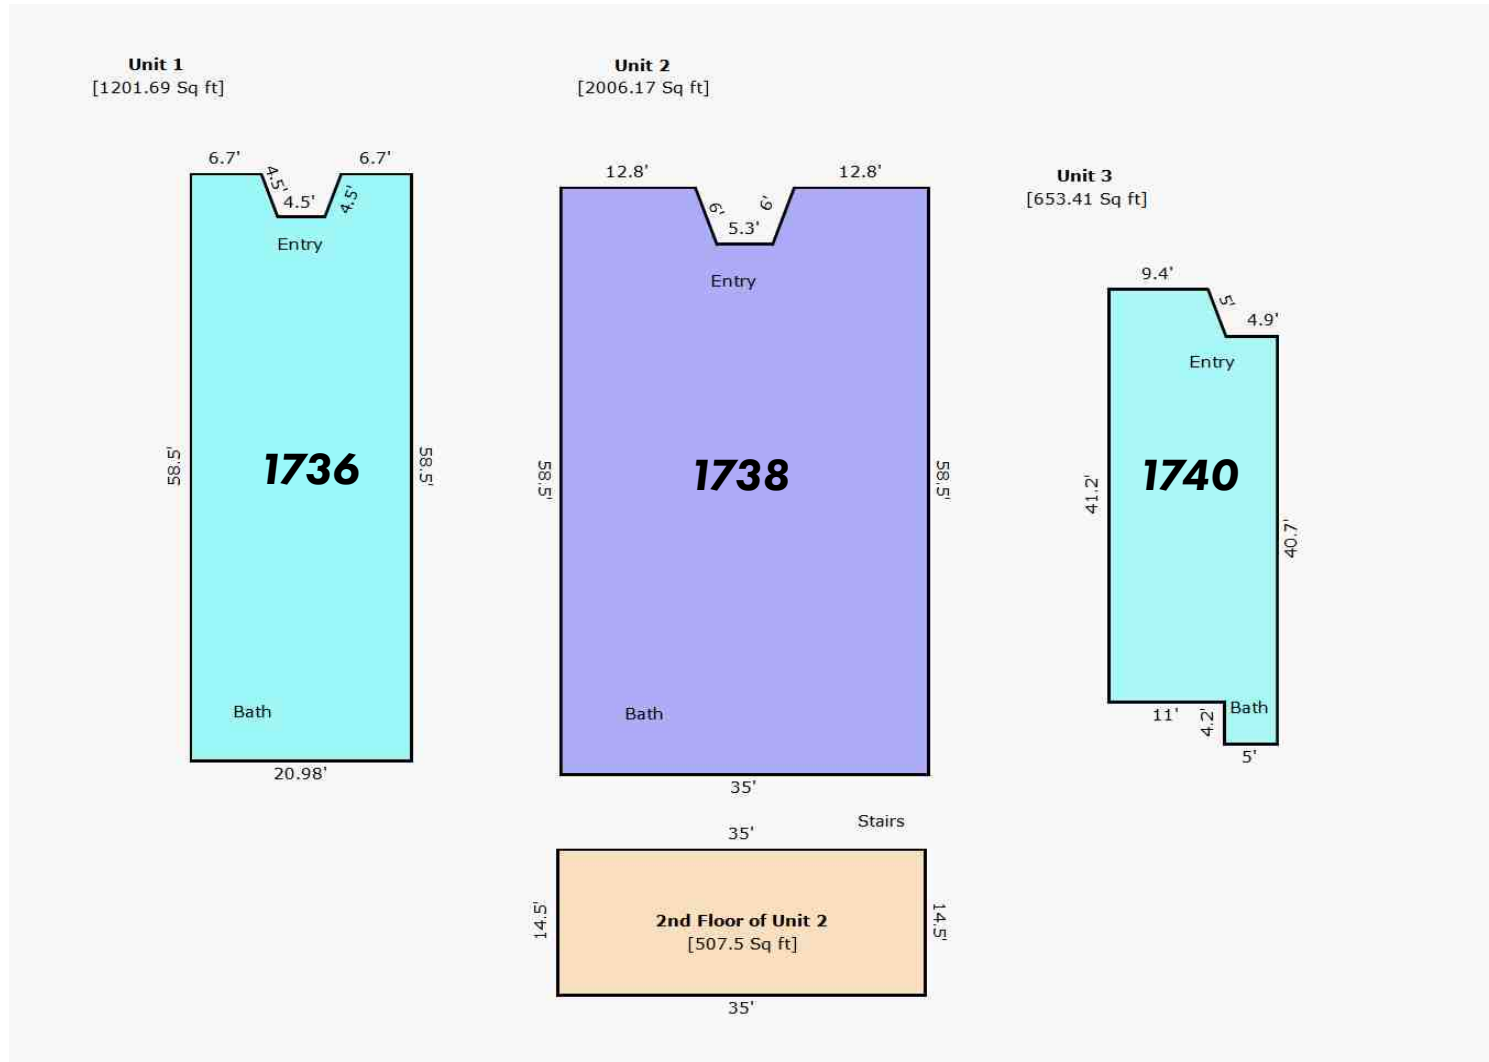 Unit 1
[1201.69 Sq ft]
6.7'
6.7'
4.5'
4.5'
4.5'
Entry
58.5'
1736
58.5'
Bath
20.98'
Unit 2
[2006.17 Sq ft]
12.8'
12.8'
6'
6'
5.3'
Entry
58.5'
1738
58.5'
Bath
35'
Unit 3
[653.41 Sq ft]
9.4'
5'
4.9'
Entry
41.2'
1740
40.7'
11'
4.2'
Bath
5'
Stairs
35'
14.5'
2nd Floor of Unit 2
[507.5 Sq ft]
14.5'
35'